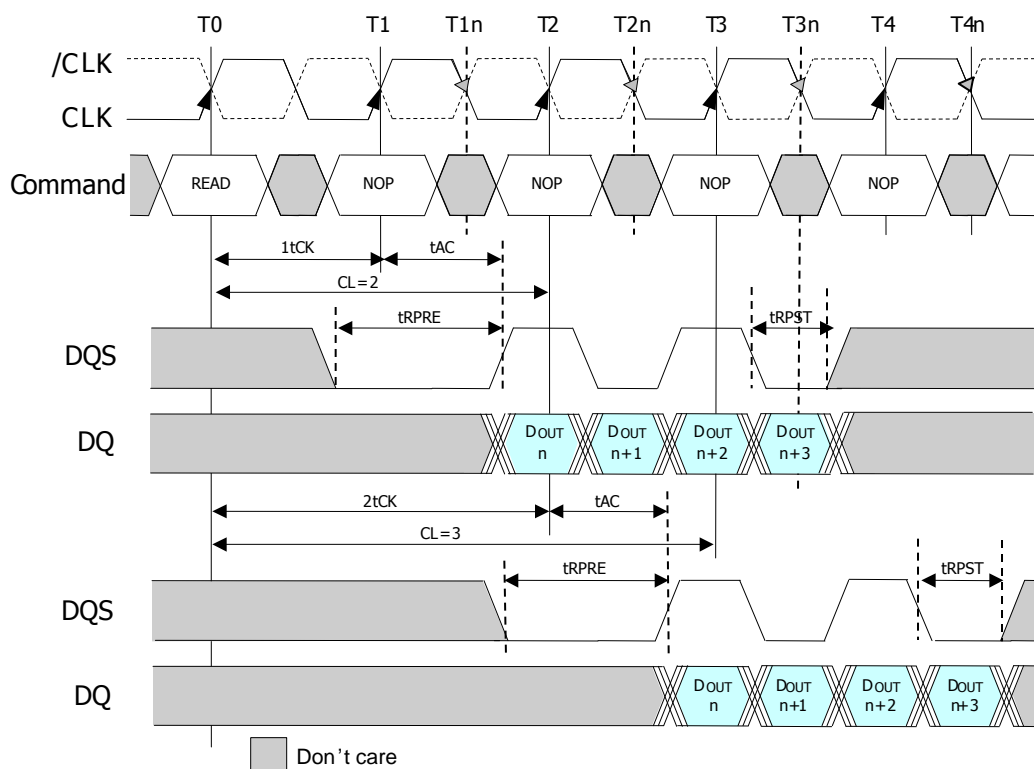 T0 T1 T1n T2 T2n T3 T3n T4 T4n
/CLK
CLK
Command READ NOP NOP NOP NOP
1tCK tAC
CL=2
tRPRE tRPST
DQS
DQ
DOUT n DOUT n+1 DOUT n+2 DOUT n+3
2tCK tAC
CL=3
tRPRE tRPST
DQS
DQ
DOUT n DOUT n+1 DOUT n+2 DOUT n+3
Don't care